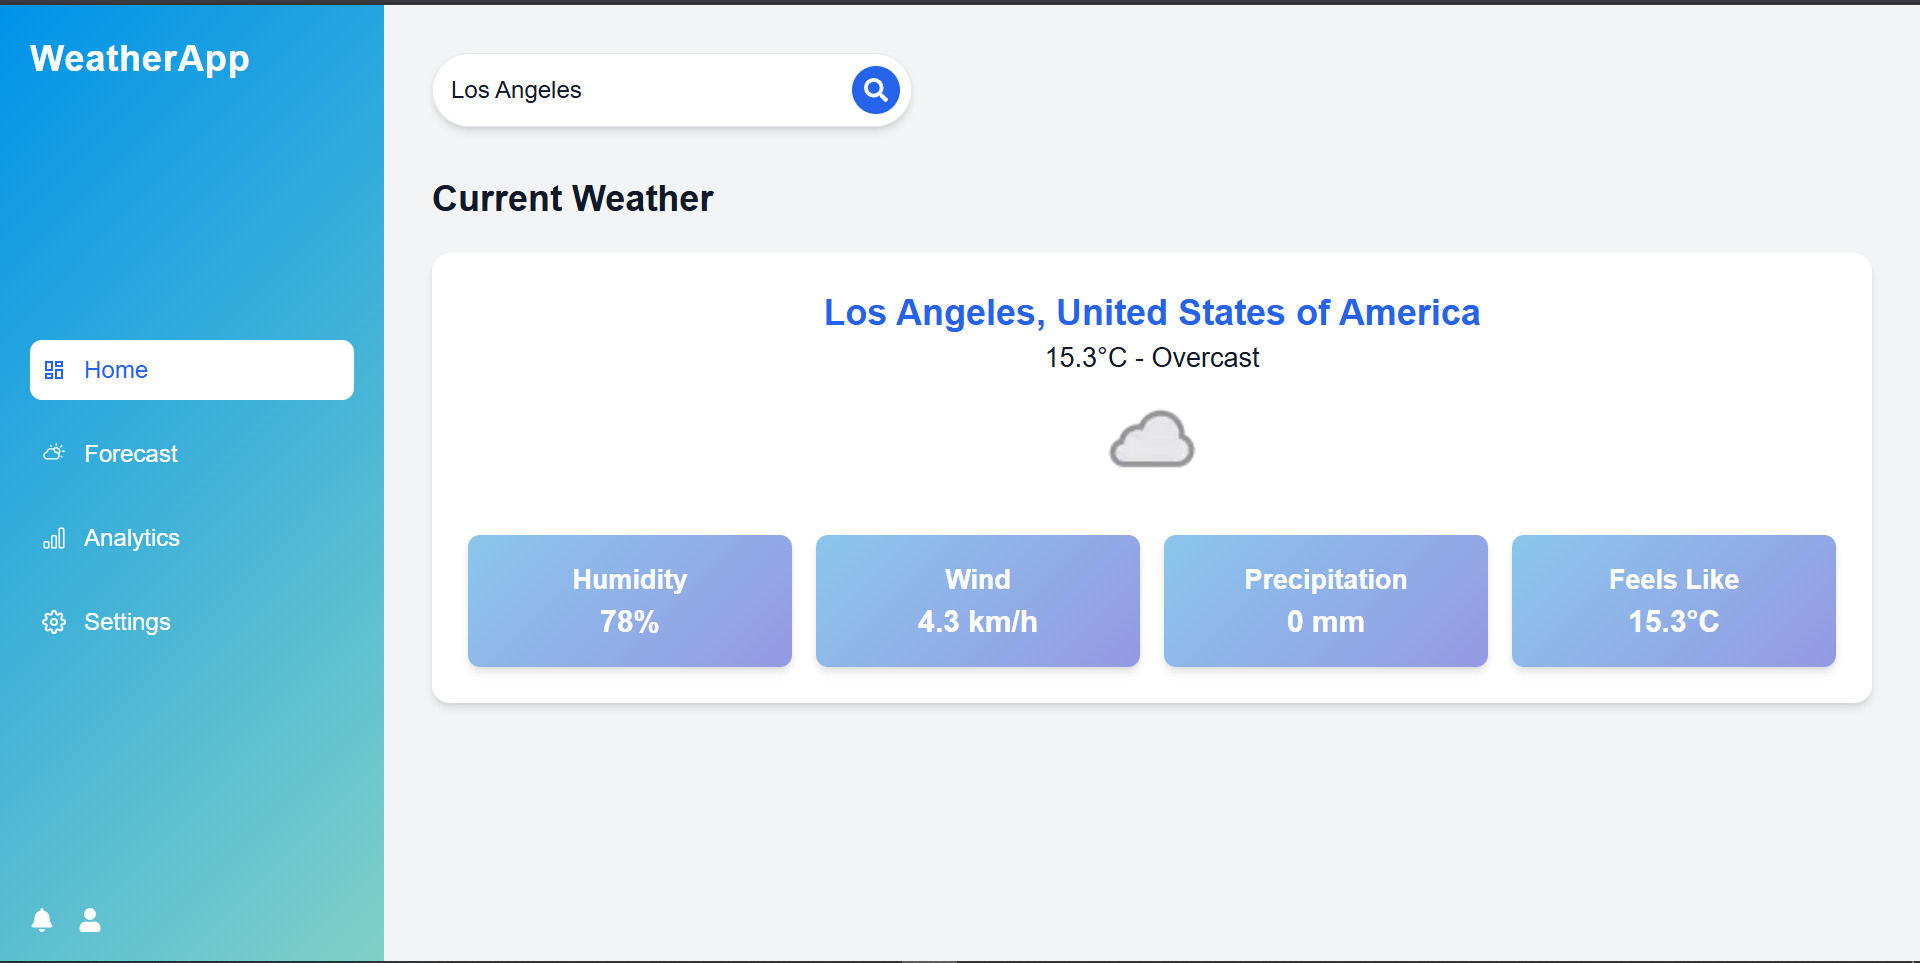 WeatherApp
Home
Forecast
Analytics
Settings
Los Angeles
Current Weather
Los Angeles, United States of America
15.3°C - Overcast
Humidity
78%
Wind
4.3 km/h
Precipitation
0 mm
Feels Like
15.3°C